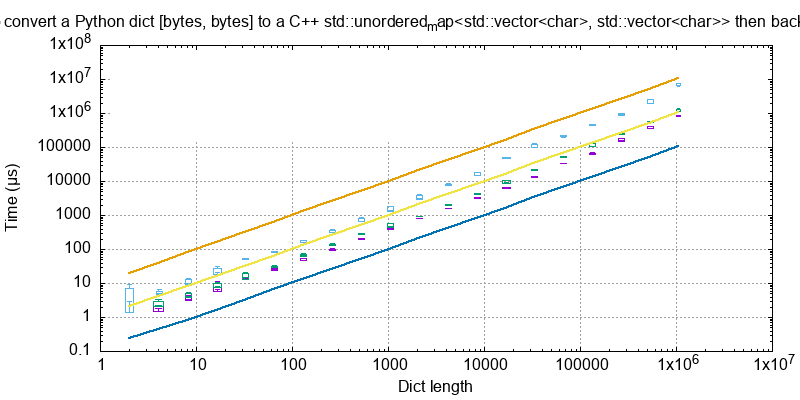 convert a Python dict [bytes, bytes] to a C++ std::unordered_map<std::vector<char>, std::vector<char>> then back
1x10^8
1x10^7
1x10^6
100000
10000
1000
100
10
1
0.1
Time (µs)
1
10
100
1000
10000
100000
1x10^6
1x10^7
Dict length